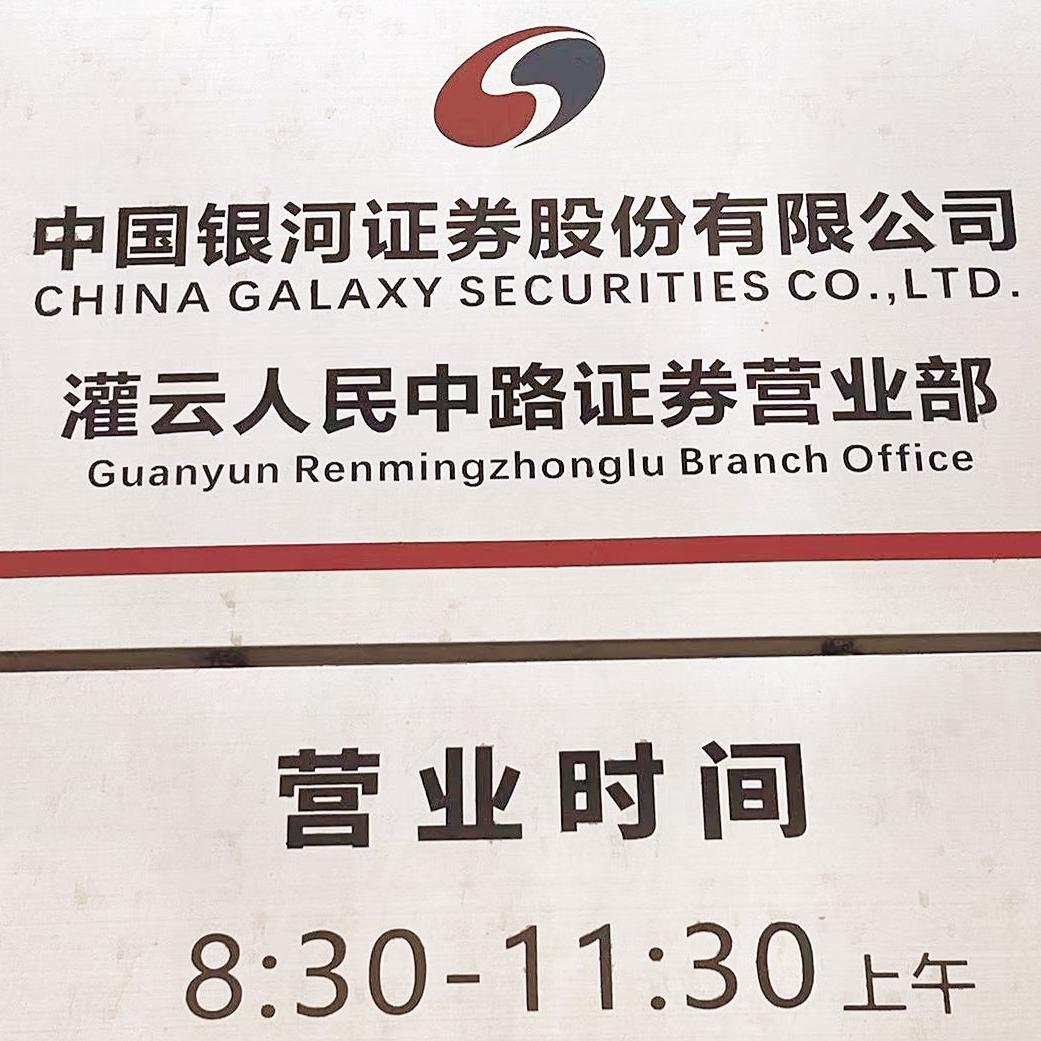 中国银河证券股份有限公司
CHINA GALAXY SECURITIES CO.,LTD.
灌云人民中路证券营业部
Guanyun Renmingzhonglu Branch Office
营业时间
8:30-11:30 上午